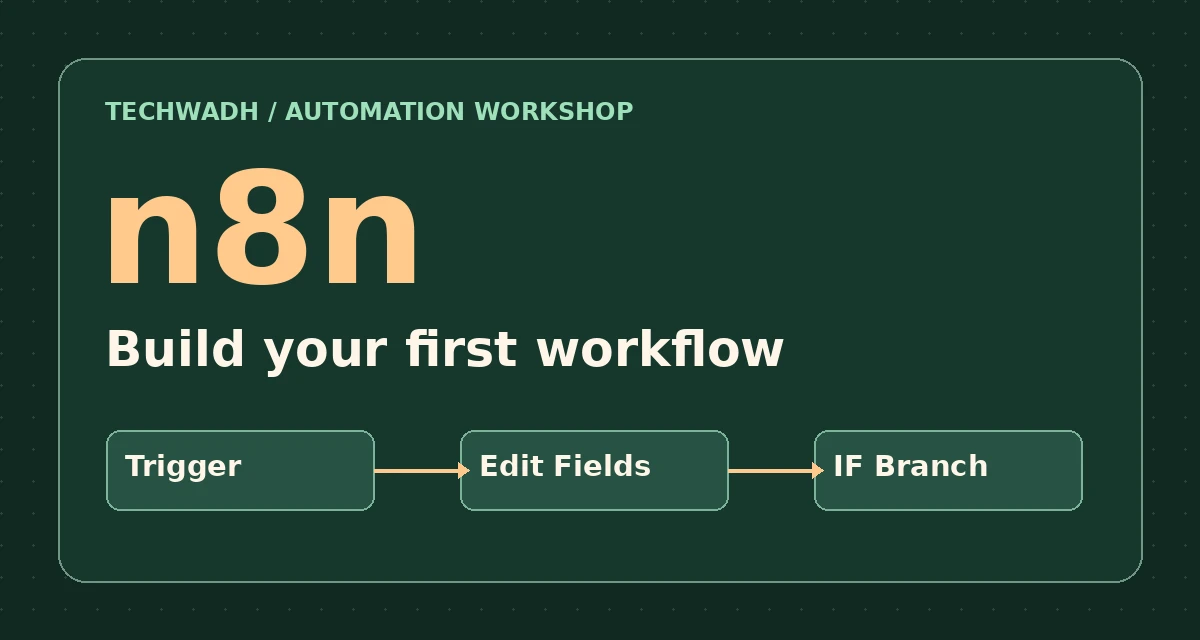 TECHWADH / AUTOMATION WORKSHOP
n8n
Build your first workflow
Trigger
Edit Fields
IF Branch